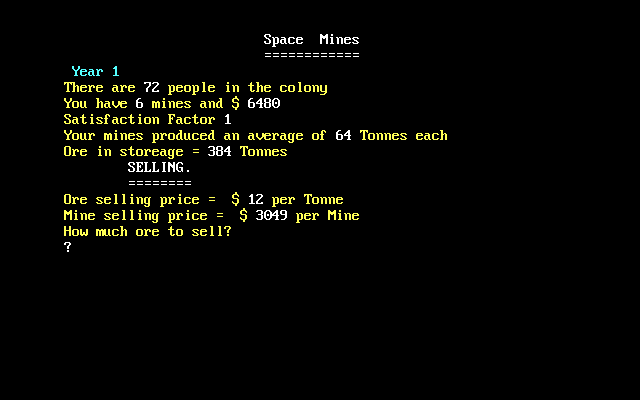 Space  Mines
============
Year 1
There are 72 people in the colony
You have 6 mines and $ 6480
Satisfaction Factor 1
Your mines produced an average of 64 Tonnes each
Ore in storeage = 384 Tonnes
SELLING.
========
Ore selling price =  $ 12 per Tonne
Mine selling price =  $ 3049 per Mine
How much ore to sell?
?